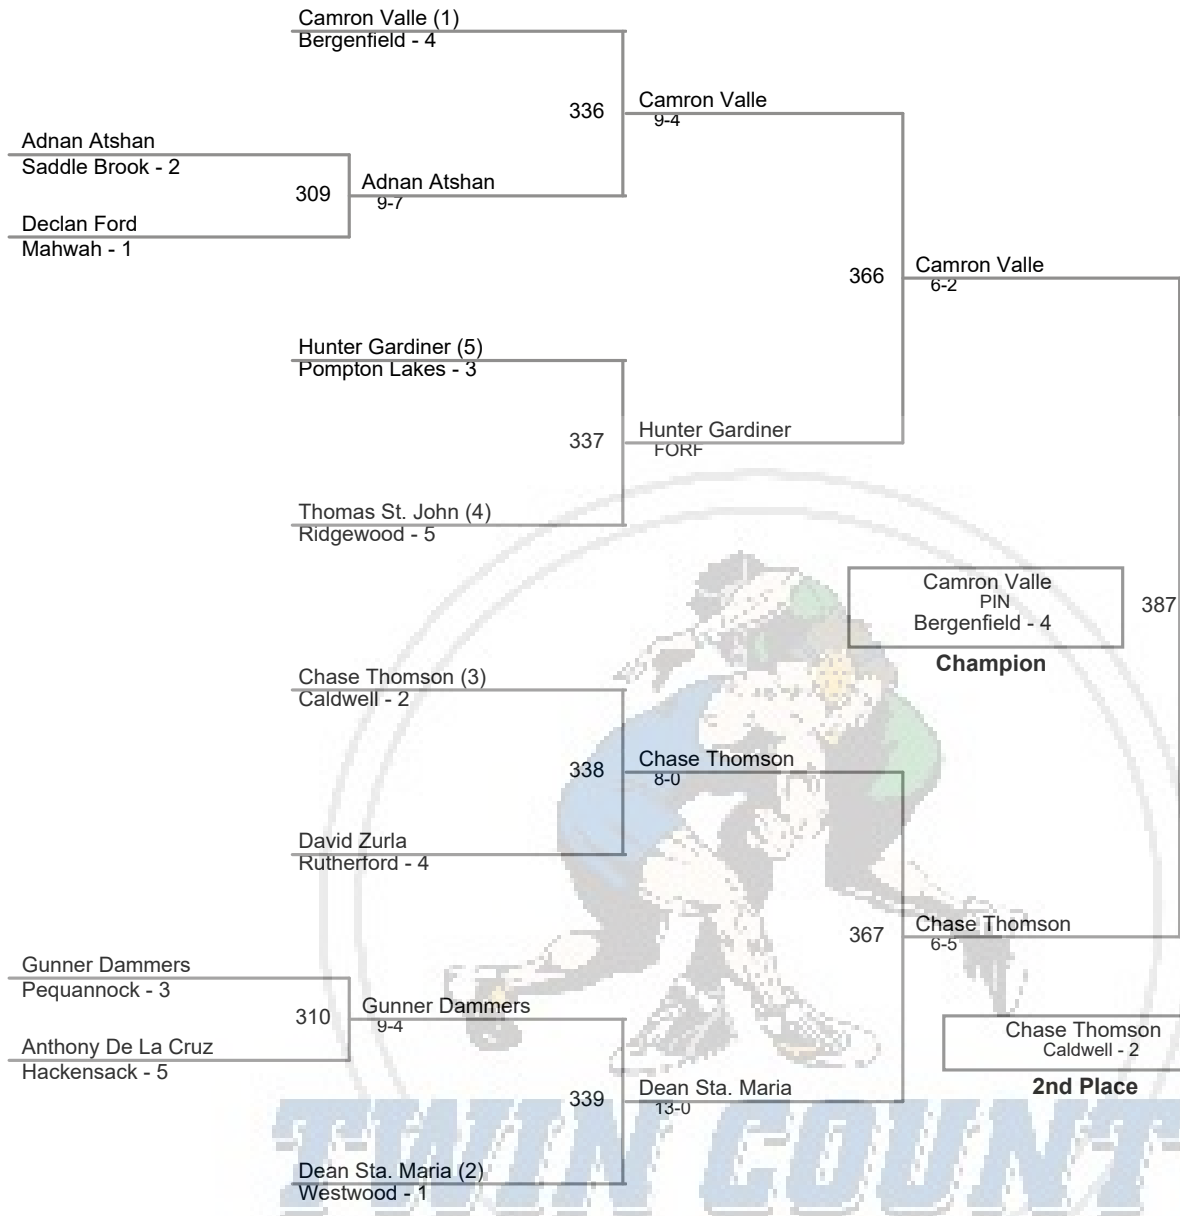 Camron Valle (1)
Bergenfield - 4
336
Camron Valle
9-4
Adnan Atshan
Saddle Brook - 2
309
Adnan Atshan
9-7
Declan Ford
Mahwah - 1
366
Camron Valle
6-2
Hunter Gardiner (5)
Pompton Lakes - 3
337
Hunter Gardiner
FORF
Thomas St. John (4)
Ridgewood - 5
Camron Valle
PIN
Bergenfield - 4
387
Champion
Chase Thomson (3)
Caldwell - 2
338
Chase Thomson
8-0
David Zurla
Rutherford - 4
367
Chase Thomson
6-5
Gunner Dammers
Pequannock - 3
310
Gunner Dammers
9-4
Anthony De La Cruz
Hackensack - 5
Chase Thomson
Caldwell - 2
2nd Place
339
Dean Sta. Maria
13-0
Dean Sta. Maria (2)
Westwood - 1
TWIN COUNT